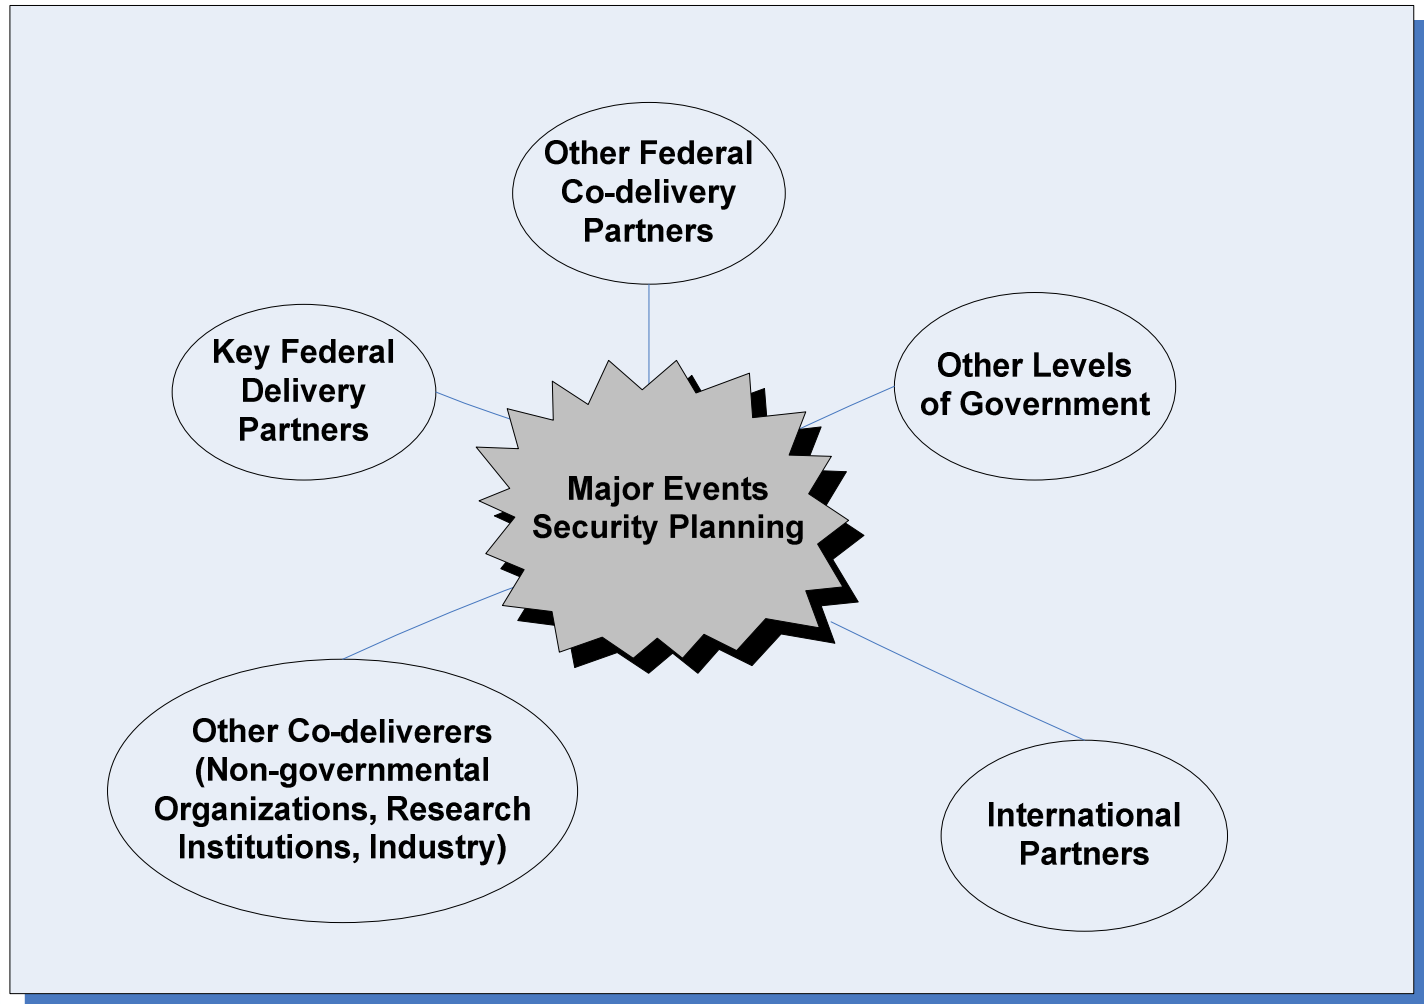 Other Federal
Co-delivery
Partners
Key Federal
Delivery
Partners
Other Levels
of Government
Major Events
Security Planning
Other Co-deliverers
(Non-governmental
Organizations, Research
Institutions, Industry)
International
Partners